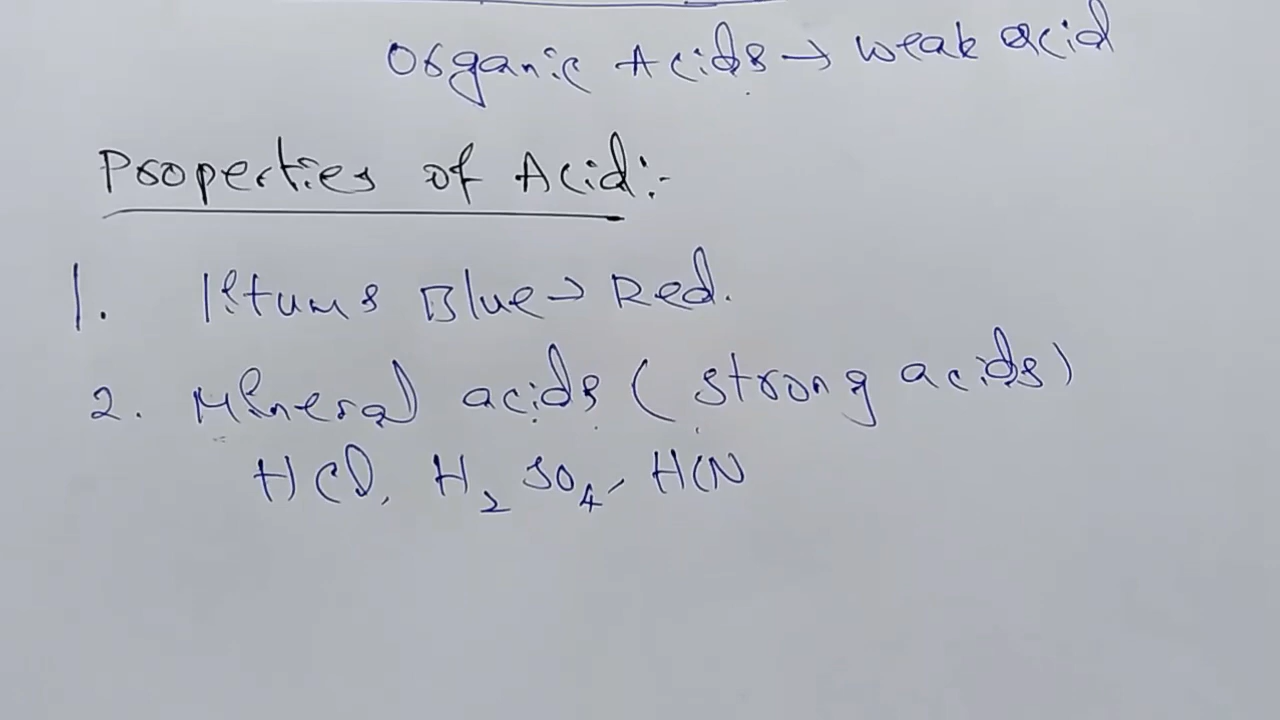 Organic Acids → weak acid
Properties of Acid:-
1. litums Blue → Red.
2. Mineral acids ( strong acids)
HCl, H₂SO₄, HCN